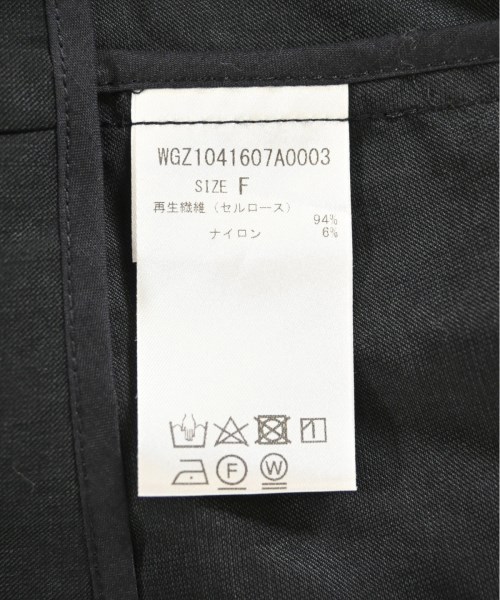 WGZ1041607A0003
SIZE F
再生繊維（セルロース） 94%
ナイロン 6%
F W